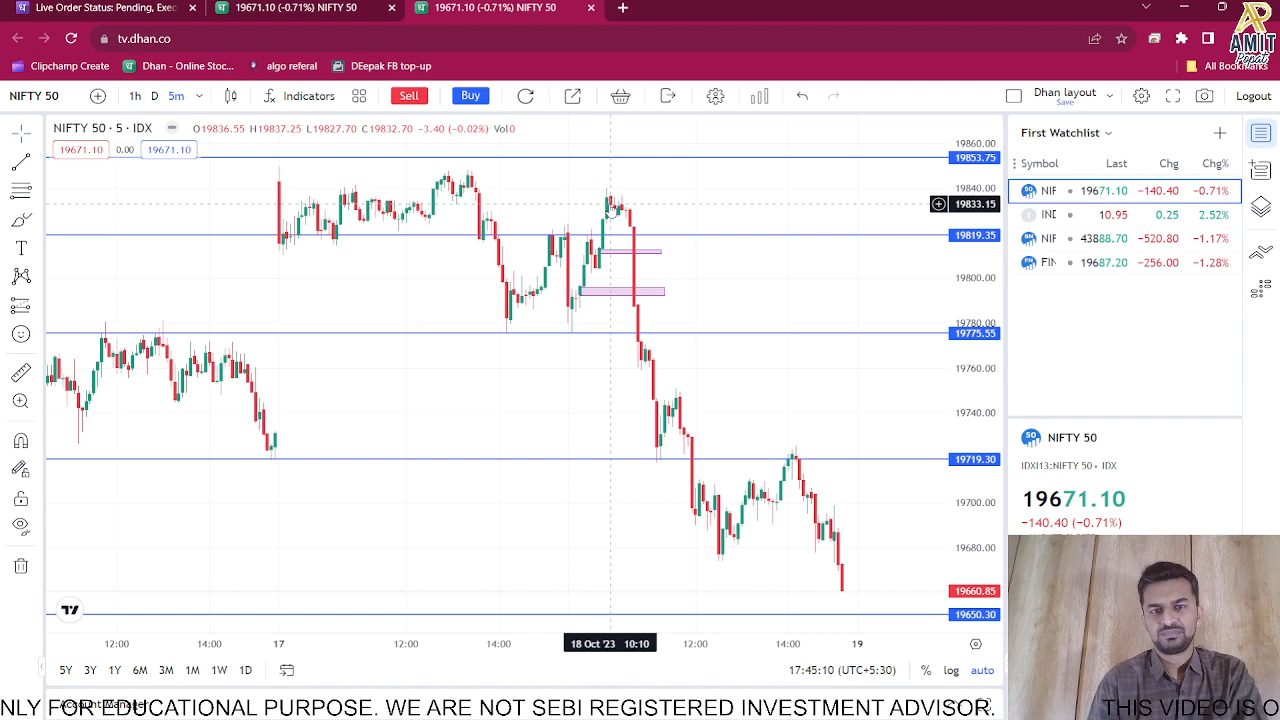 Live Order Status: Pending, Exec
19671.10 (-0.71%) NIFTY 50
19671.10 (-0.71%) NIFTY 50
tv.dhan.co
AP
AMIT
Popat
Clipchamp Create
Dhan - Online Stoc...
algo referal
DEepak FB top-up
All Bookmarks
NIFTY 50
1h D 5m
Indicators
Sell
Buy
Dhan layout
Save
Logout
NIFTY 50 · 5 · IDX
O19836.55 H19837.25 L19827.70 C19832.70 −3.40 (−0.02%) Vol0
19671.10 0.00 19671.10
First Watchlist
Symbol Last Chg Chg%
NIF 19671.10 −140.40 −0.71%
IND 10.95 0.25 2.52%
NIF 43888.70 −520.80 −1.17%
FIN 19687.20 −256.00 −1.28%
19860.00
19853.75
19840.00
19833.15
19819.35
19800.00
19780.00
19775.55
19760.00
19740.00
19719.30
19700.00
19680.00
19660.85
19650.30
NIFTY 50
IDXI13:NIFTY 50 • IDX
19671.10
−140.40 (−0.71%)
12:00 14:00 17 12:00 14:00 18 Oct '23 10:10 12:00 14:00 19
5Y 3Y 1Y 6M 3M 1M 1W 1D
17:45:10 (UTC+5:30)
% log auto
Account Manager
NLY FOR EDUCATIONAL PURPOSE. WE ARE NOT SEBI REGISTERED INVESTMENT ADVISOR. THIS VIDEO IS O